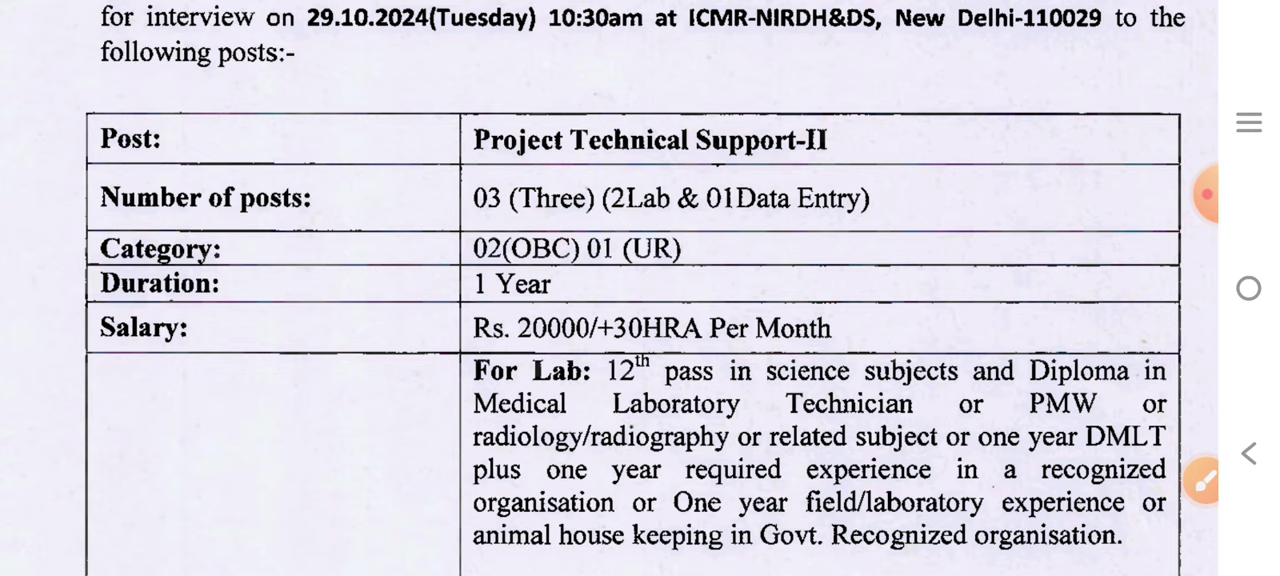 for interview on 29.10.2024(Tuesday) 10:30am at ICMR-NIRDH&DS, New Delhi-110029 to the
following posts:-
Post: Project Technical Support-II
Number of posts: 03 (Three) (2Lab & 01Data Entry)
Category: 02(OBC) 01 (UR)
Duration: 1 Year
Salary: Rs. 20000/+30HRA Per Month
For Lab: 12th pass in science subjects and Diploma in
Medical Laboratory Technician or PMW or
radiology/radiography or related subject or one year DMLT
plus one year required experience in a recognized
organisation or One year field/laboratory experience or
animal house keeping in Govt. Recognized organisation.